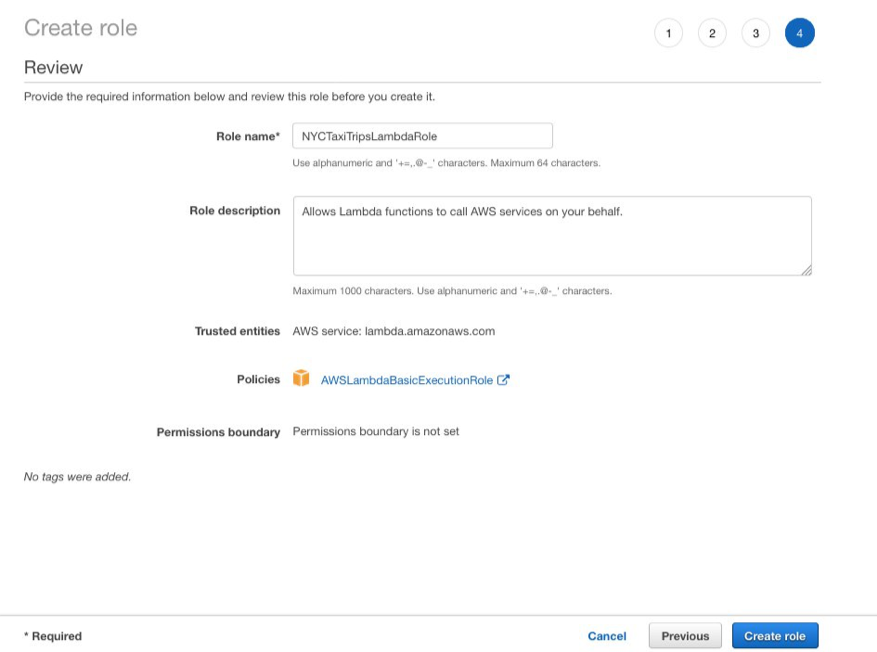 Create role
1 2 3 4
Review
Provide the required information below and review this role before you create it.
Role name* NYCTaxiTripsLambdaRole
Use alphanumeric and '+=,.@-_' characters. Maximum 64 characters.
Role description Allows Lambda functions to call AWS services on your behalf.
Maximum 1000 characters. Use alphanumeric and '+=,.@-_' characters.
Trusted entities AWS service: lambda.amazonaws.com
Policies AWSLambdaBasicExecutionRole
Permissions boundary Permissions boundary is not set
No tags were added.
* Required Cancel Previous Create role